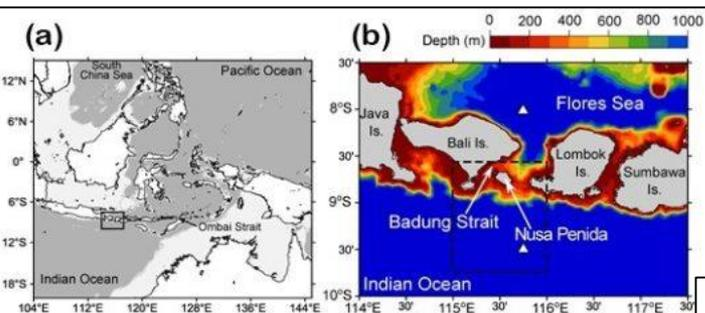 (a)
South
China Sea
Pacific Ocean
12°N
6°N
0°
6°S
12°S
18°S
Ombai Strait
Indian Ocean
104°E 112°E 120°E 128°E 136°E 144°E
(b)
0 200 400 600 800 1000
Depth (m)
30'
8°S
30'
9°S
30'
10°S
Flores Sea
Java
Is.
Bali Is.
Lombok
Is.
Sumbawa
Is.
Badung Strait
Nusa Penida
Indian Ocean
114°E 30' 115°E 30' 116°E 30' 117°E 30'